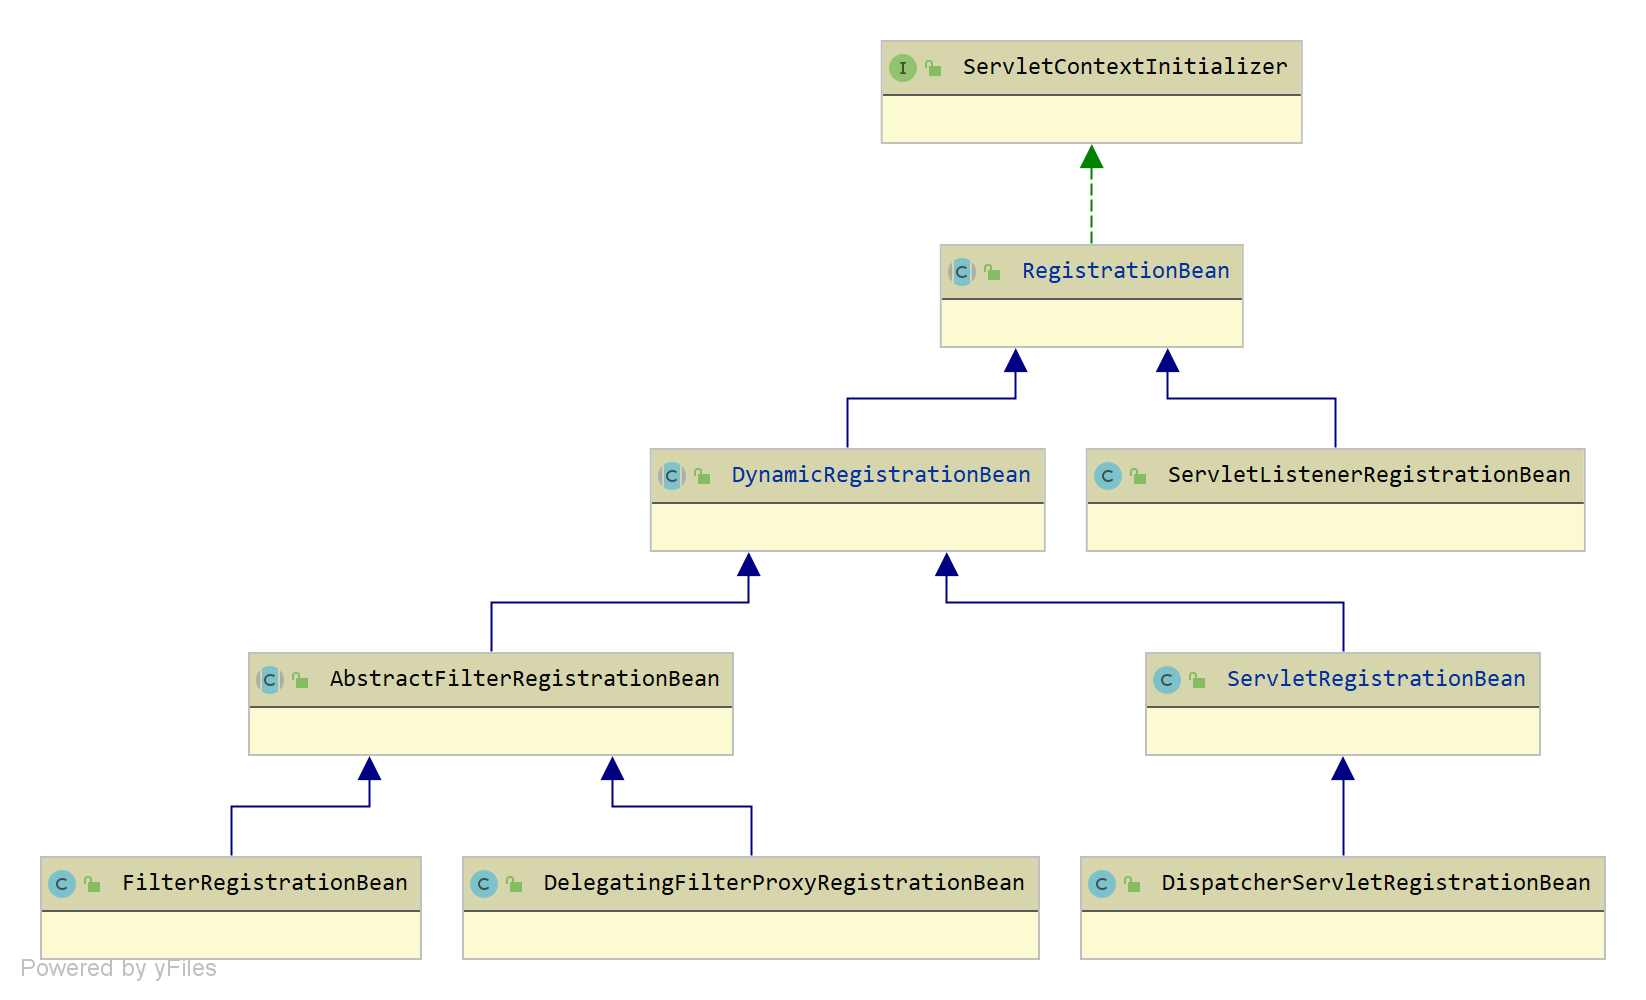 I ServletContextInitializer
C RegistrationBean
C DynamicRegistrationBean
C ServletListenerRegistrationBean
C AbstractFilterRegistrationBean
C ServletRegistrationBean
C FilterRegistrationBean
C DelegatingFilterProxyRegistrationBean
C DispatcherServletRegistrationBean
Powered by yFiles